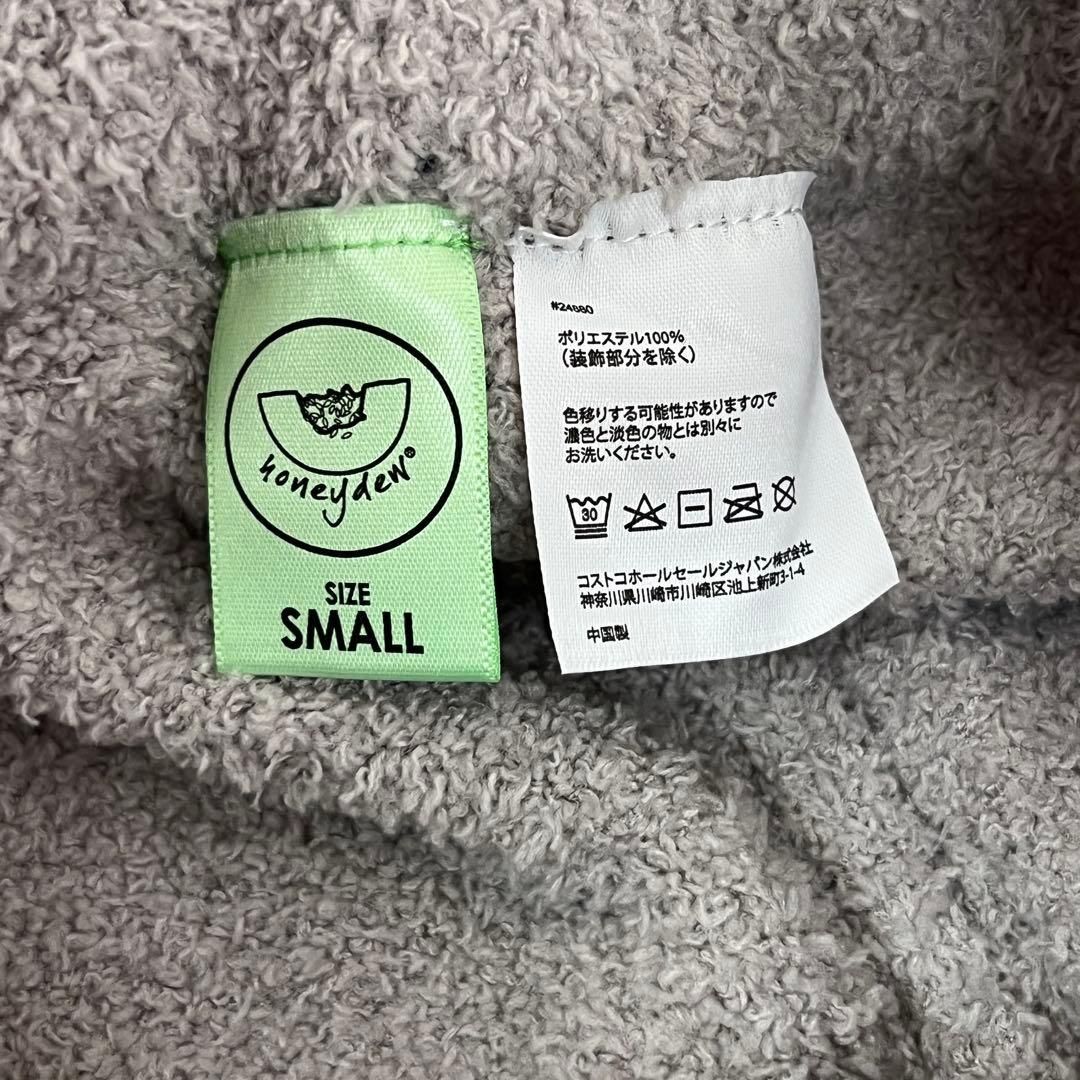 honeydew®
SIZE
SMALL
#24680
ポリエステル100%
(装飾部分を除く)
色移りする可能性がありますので
濃色と淡色の物とは別々に
お洗いください。
30
コストコホールセールジャパン株式会社
神奈川県川崎市川崎区池上新町3-1-4
中国製